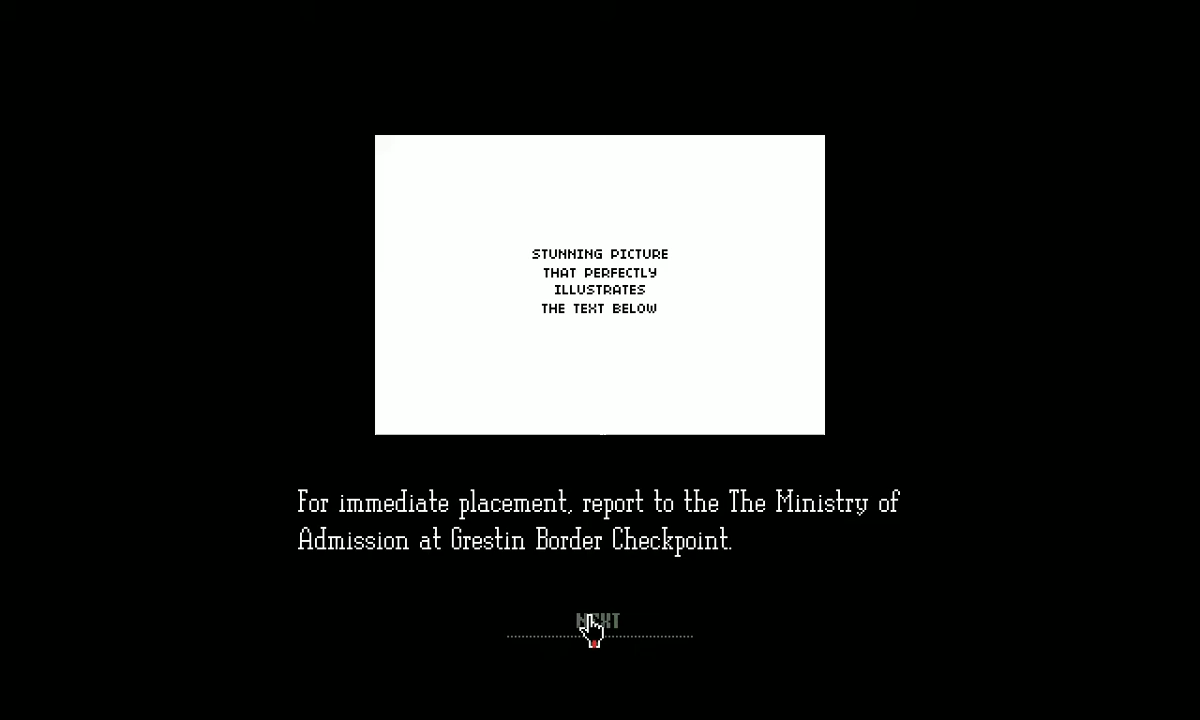 STUNNING PICTURE
THAT PERFECTLY
ILLUSTRATES
THE TEXT BELOW
For immediate placement, report to the The Ministry of
Admission at Grestin Border Checkpoint.
NEXT